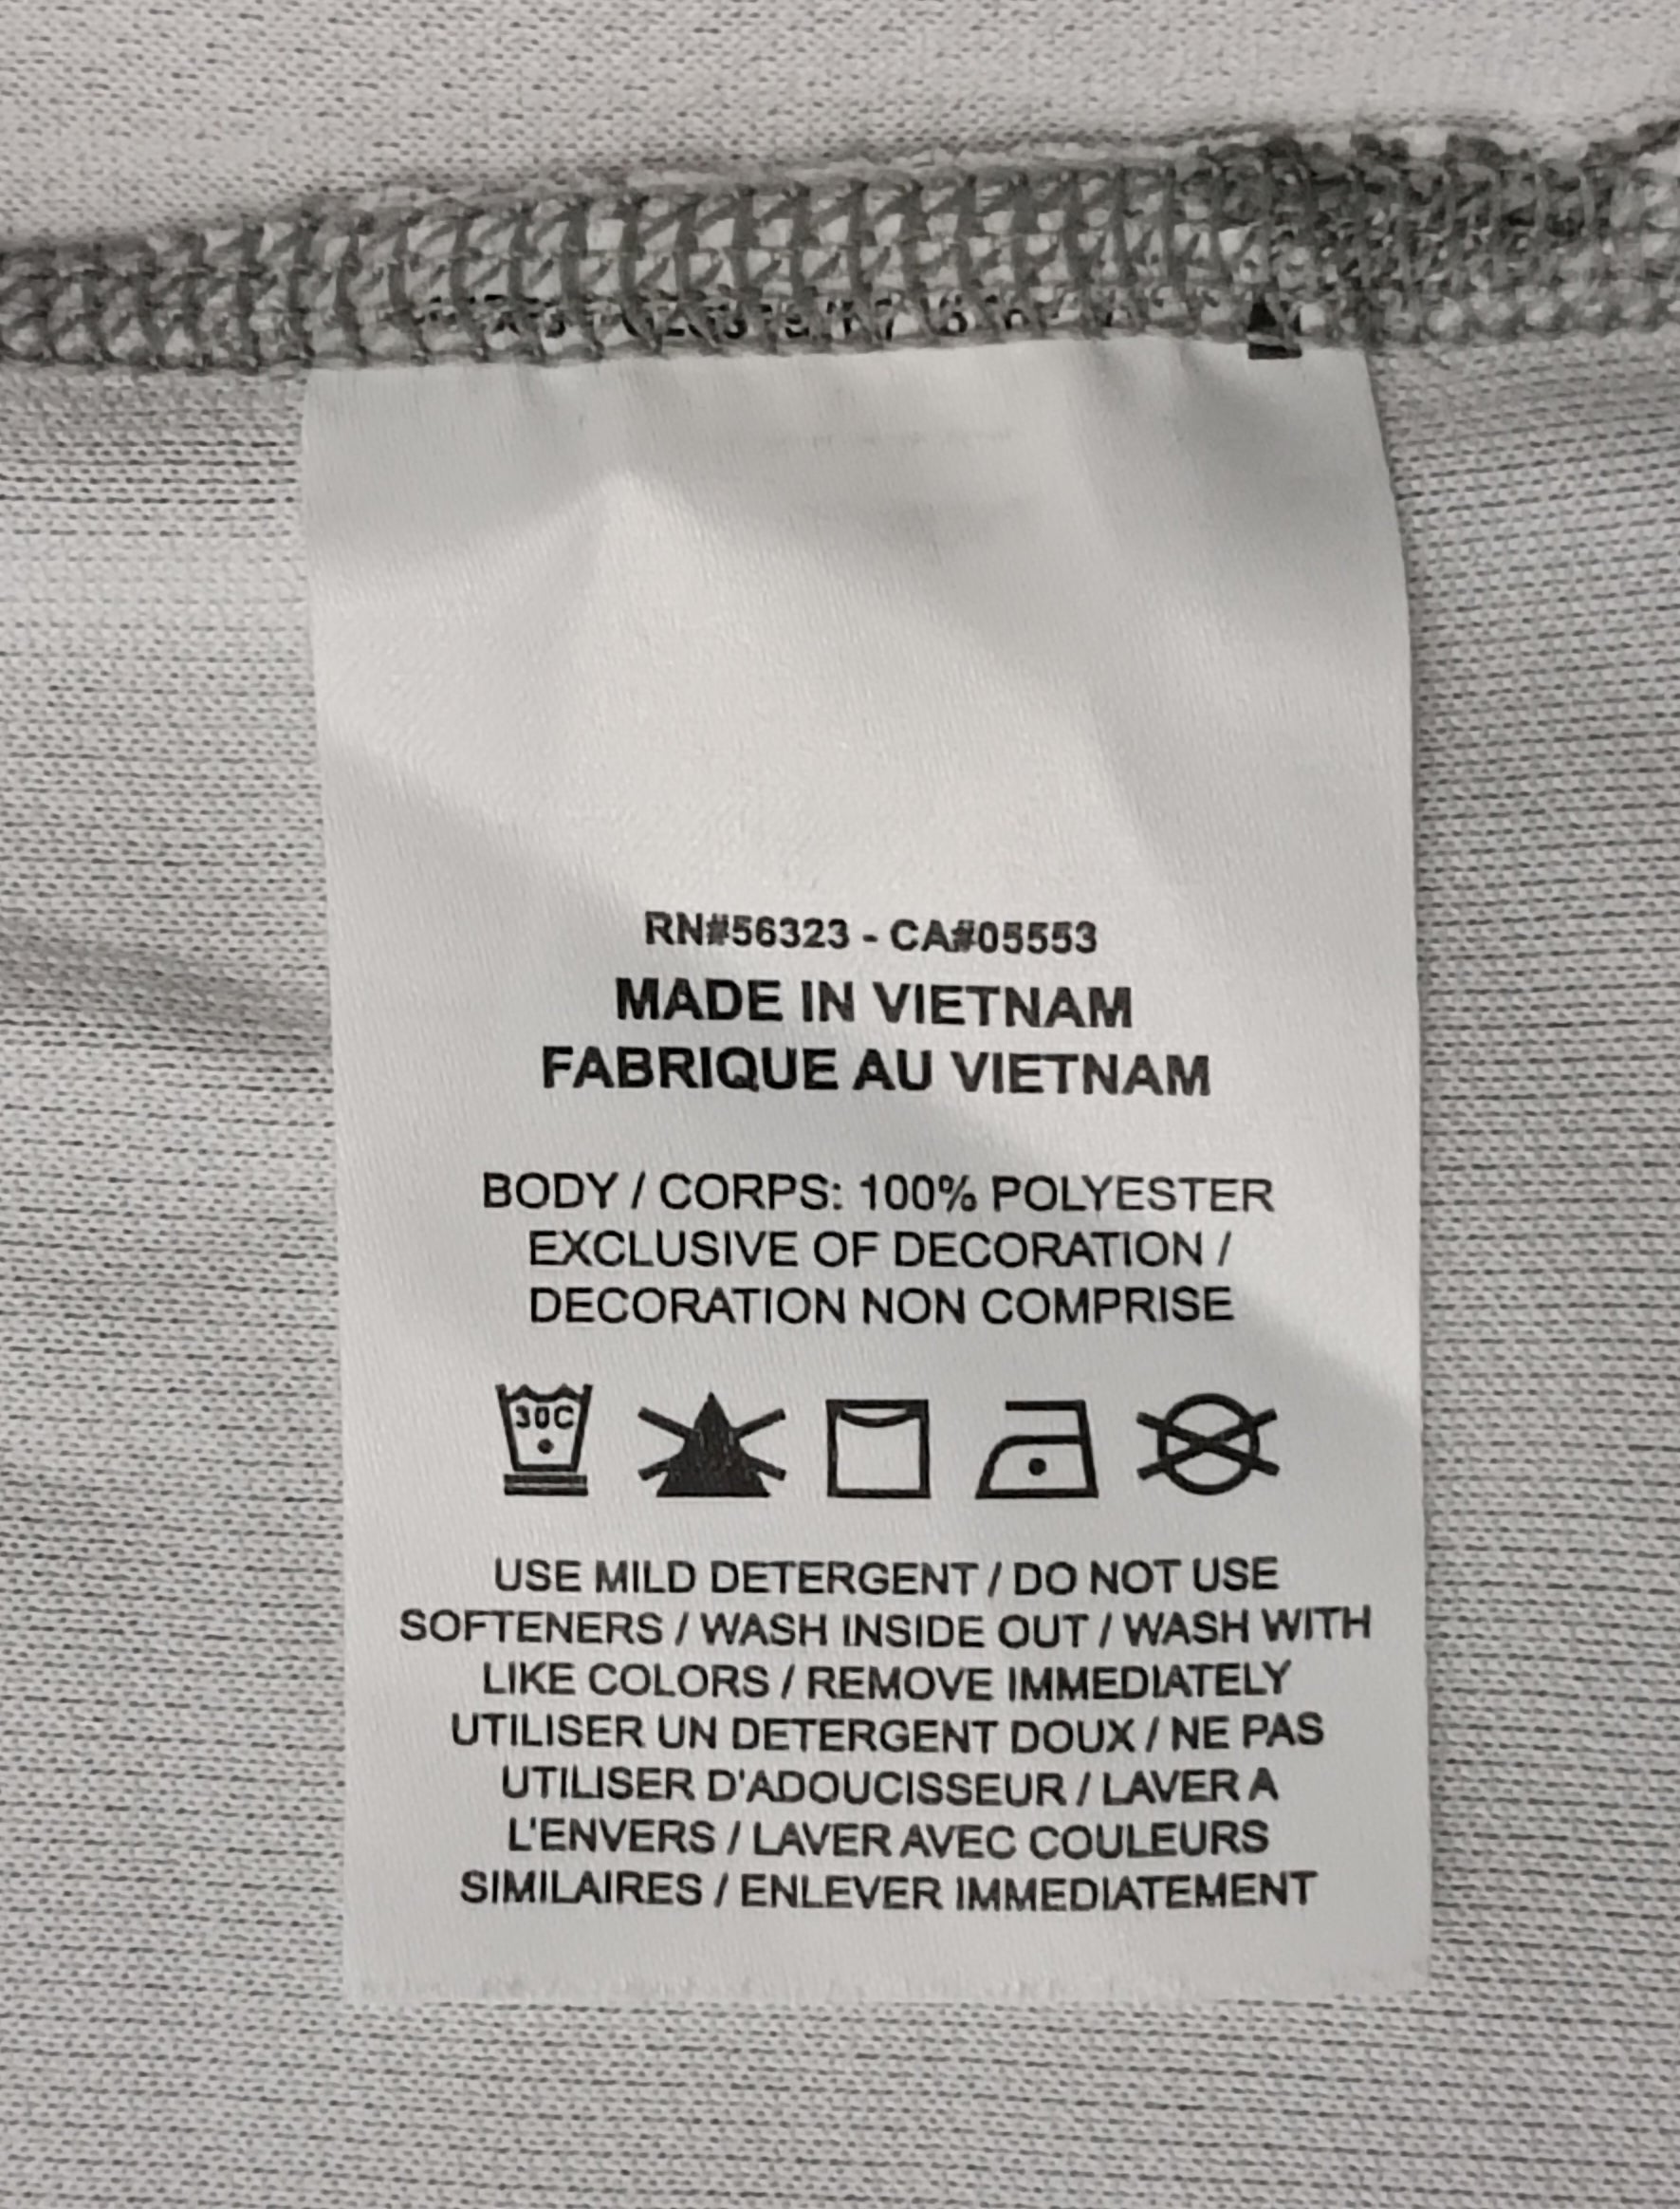 RN#56323 - CA#05553
MADE IN VIETNAM
FABRIQUE AU VIETNAM
BODY / CORPS: 100% POLYESTER
EXCLUSIVE OF DECORATION /
DECORATION NON COMPRISE
30C
USE MILD DETERGENT / DO NOT USE
SOFTENERS / WASH INSIDE OUT / WASH WITH
LIKE COLORS / REMOVE IMMEDIATELY
UTILISER UN DETERGENT DOUX / NE PAS
UTILISER D'ADOUCISSEUR / LAVER A
L'ENVERS / LAVER AVEC COULEURS
SIMILAIRES / ENLEVER IMMEDIATEMENT